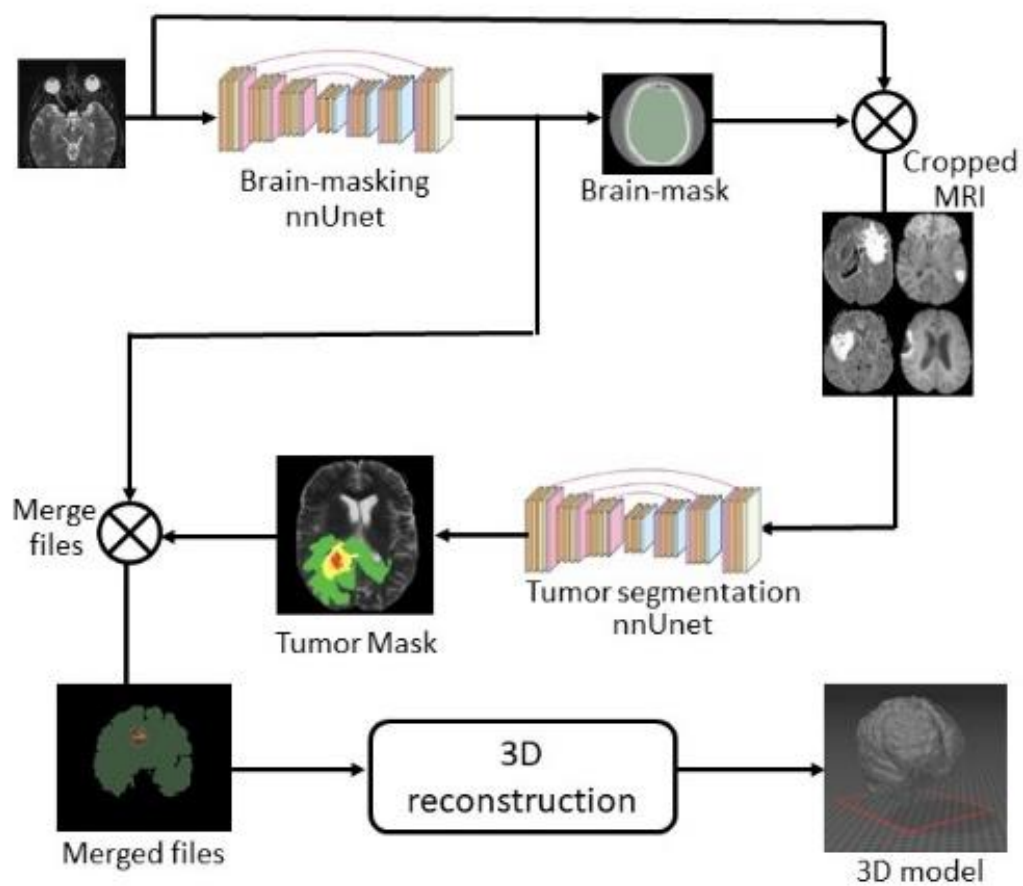 Brain-masking
nnUnet
Brain-mask
Cropped
MRI
Merge
files
Tumor Mask
Tumor segmentation
nnUnet
Merged files
3D
reconstruction
3D model